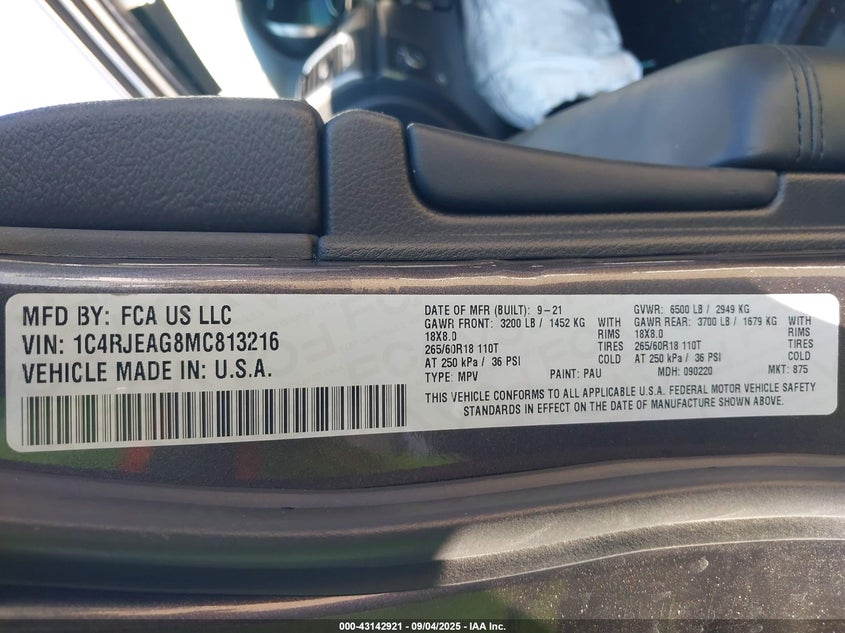 MFD BY: FCA US LLC
VIN: 1C4RJEAG8MC813216
VEHICLE MADE IN: U.S.A.
DATE OF MFR (BUILT): 9-21 GVWR: 6500 LB / 2949 KG
GAWR FRONT: 3200 LB / 1452 KG WITH GAWR REAR: 3700 LB / 1679 KG WITH
18X8.0 RIMS 18X8.0 RIMS
265/60R18 110T TIRES 265/60R18 110T TIRES
AT 250 kPa / 36 PSI COLD AT 250 kPa / 36 PSI COLD
TYPE: MPV PAINT: PAU MDH: 090220 MKT: 875
THIS VEHICLE CONFORMS TO ALL APPLICABLE U.S.A. FEDERAL MOTOR VEHICLE SAFETY
STANDARDS IN EFFECT ON THE DATE OF MANUFACTURE SHOWN ABOVE.
000-43142921 - 09/04/2025 - IAA Inc.